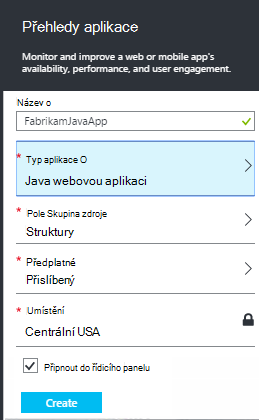 Přehledy aplikace
Monitor and improve a web or mobile app's
availability, performance, and user engagement.
Název o
FabrikamJavaApp
* Typ aplikace O
Java webovou aplikaci
* Pole Skupina zdroje
Struktury
* Předplatné
Přislíbený
* Umístění
Centrální USA
Připnout do řídicího panelu
Create